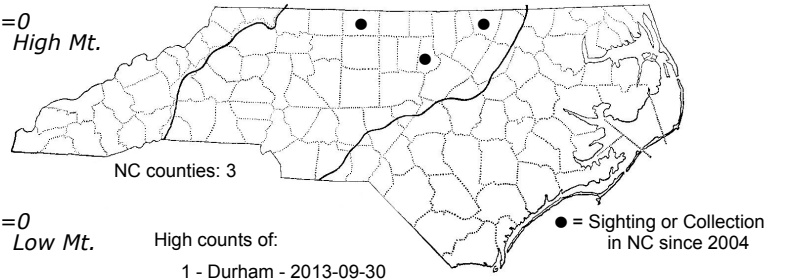 =0
High Mt.
NC counties: 3
=0
Low Mt.
High counts of:
1 - Durham - 2013-09-30
● = Sighting or Collection
in NC since 2004